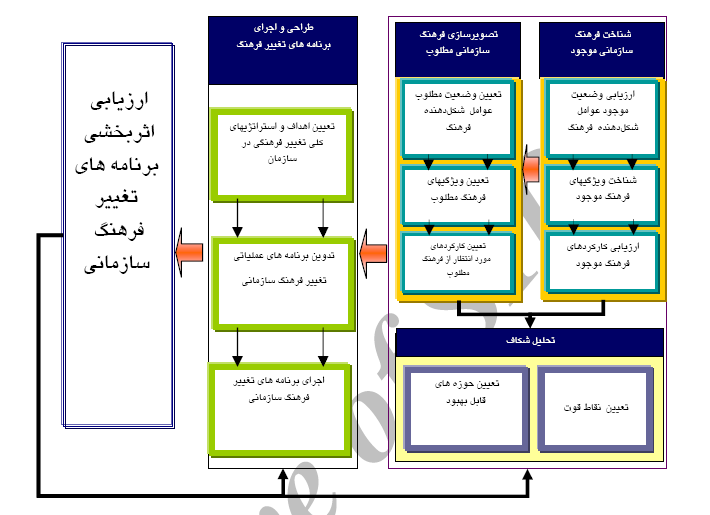 شناخت فرهنگ
سازمانی موجود
ارزیابی وضعیت
موجود عوامل
شکل‌دهنده فرهنگ
شناخت ویژگیهای
فرهنگ موجود
ارزیابی کارکردهای
فرهنگ موجود
تصویرسازی فرهنگ
سازمانی مطلوب
تعیین وضعیت مطلوب
عوامل شکل‌دهنده
فرهنگ
تعیین ویژگیهای
فرهنگ مطلوب
تعیین کارکردهای
مورد انتظار از فرهنگ
مطلوب
تحلیل شکاف
تعیین نقاط قوت
تعیین حوزه های
قابل بهبود
طراحی و اجرای
برنامه های تغییر فرهنگ
تعیین اهداف و استراتژیهای
کلی تغییر فرهنگی در
سازمان
تدوین برنامه های عملیاتی
تغییر فرهنگ سازمانی
اجرای برنامه های تغییر
فرهنگ سازمانی
ارزیابی
اثربخشی
برنامه های
تغییر
فرهنگ
سازمانی